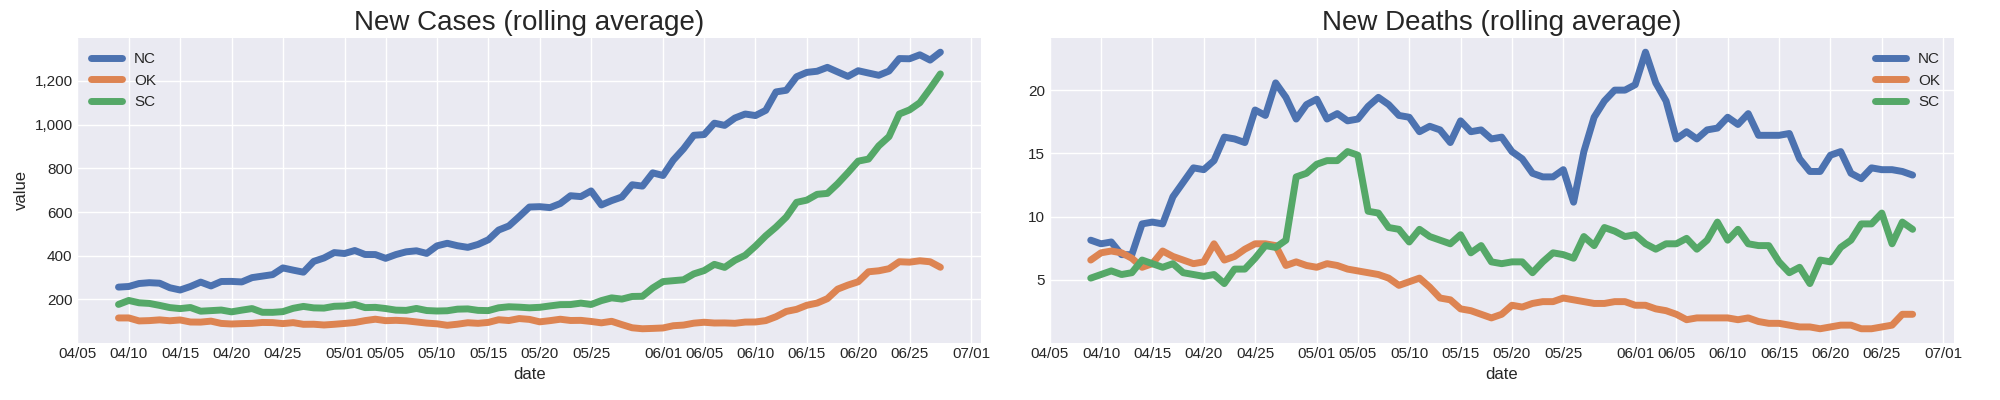 New Cases (rolling average)
NC
OK
SC
1,200
1,000
800
600
400
200
value
04/05 04/10 04/15 04/20 04/25 05/01 05/05 05/10 05/15 05/20 05/25 06/01 06/05 06/10 06/15 06/20 06/25 07/01
date
New Deaths (rolling average)
NC
OK
SC
20
15
10
5
04/05 04/10 04/15 04/20 04/25 05/01 05/05 05/10 05/15 05/20 05/25 06/01 06/05 06/10 06/15 06/20 06/25 07/01
date